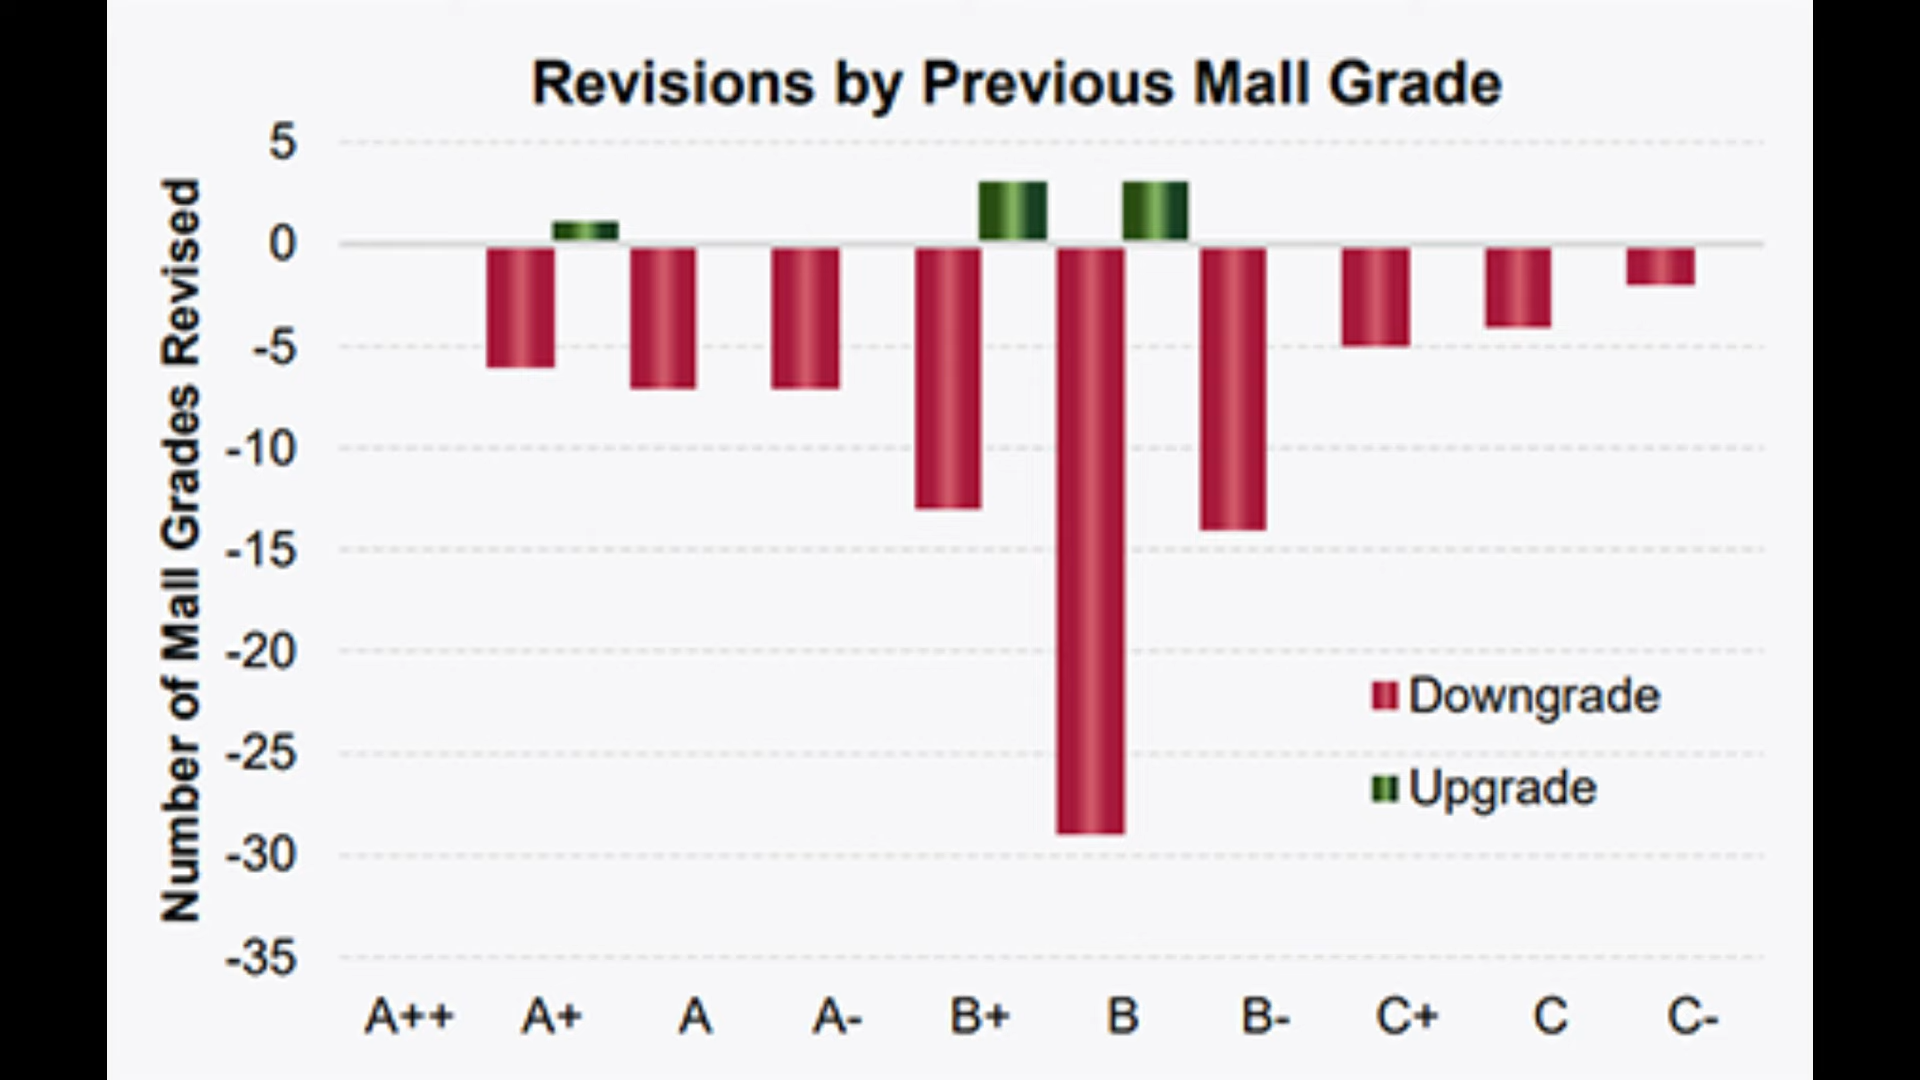 Revisions by Previous Mall Grade
Number of Mall Grades Revised
5
0
-5
-10
-15
-20
-25
-30
-35
Downgrade
Upgrade
A++ A+ A A- B+ B B- C+ C C-